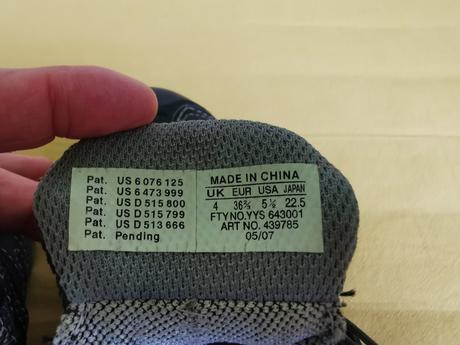 Pat. US 6 076 125
Pat. US 6 473 999
Pat. US D 515 800
Pat. US D 515 799
Pat. US D 513 666
Pat. Pending
MADE IN CHINA
UK EUR USA JAPAN
4 36⅔ 5½ 22.5
FTY NO. YYS 643001
ART NO. 439785
05/07